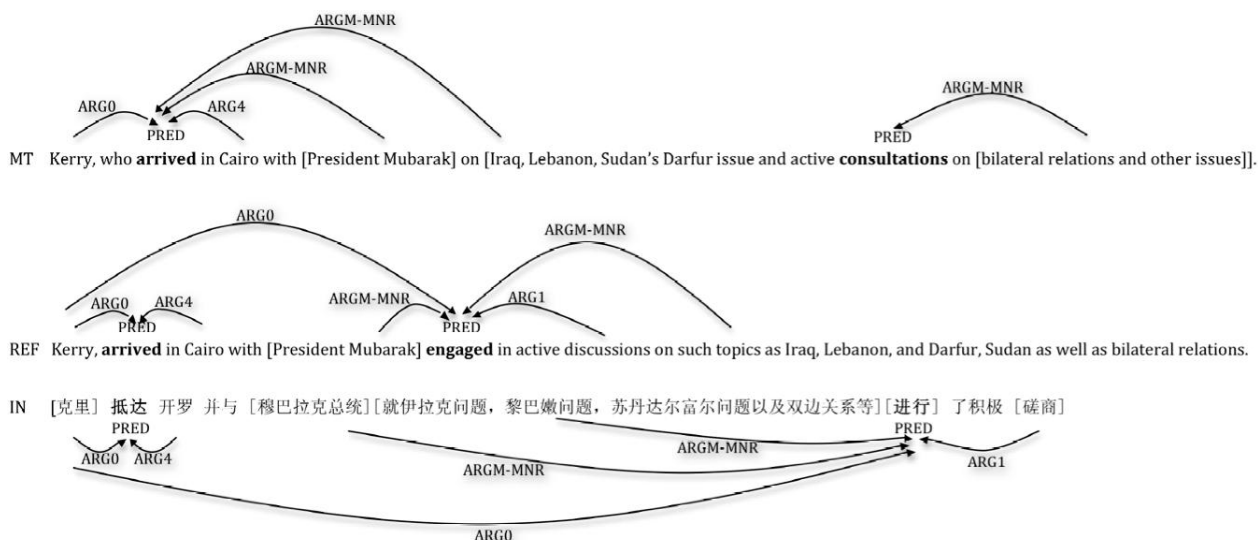 ARGM-MNR
ARGM-MNR
ARGM-MNR
ARG0 ARG4
PRED PRED
MT Kerry, who arrived in Cairo with [President Mubarak] on [Iraq, Lebanon, Sudan's Darfur issue and active consultations on [bilateral relations and other issues]].
ARG0
ARGM-MNR
ARG0 ARG4 ARGM-MNR ARG1
PRED PRED
REF Kerry, arrived in Cairo with [President Mubarak] engaged in active discussions on such topics as Iraq, Lebanon, and Darfur, Sudan as well as bilateral relations.
IN [克里] 抵达 开罗 并与 [穆巴拉克总统][就伊拉克问题，黎巴嫩问题，苏丹达尔富尔问题以及双边关系等][进行] 了积极 [磋商]
PRED PRED
ARG0 ARG4 ARGM-MNR ARGM-MNR ARG1
ARG0